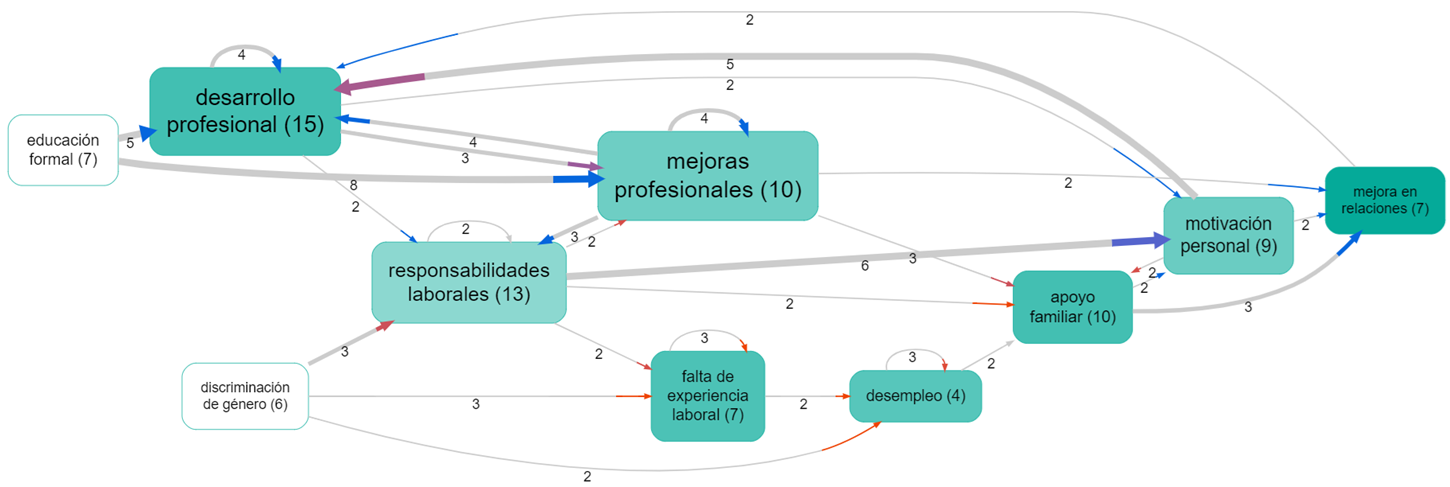 2
4
5
desarrollo
profesional (15)
2
educación
formal (7)
5
4
3
4
mejoras
profesionales (10)
8
2
2
mejora en
relaciones (7)
2
3
2
2
motivación
personal (9)
2
responsabilidades
laborales (13)
6
3
2
2
2
apoyo
familiar (10)
3
3
2
3
3
2
discriminación
de género (6)
falta de
experiencia
laboral (7)
desempleo (4)
3
2
2